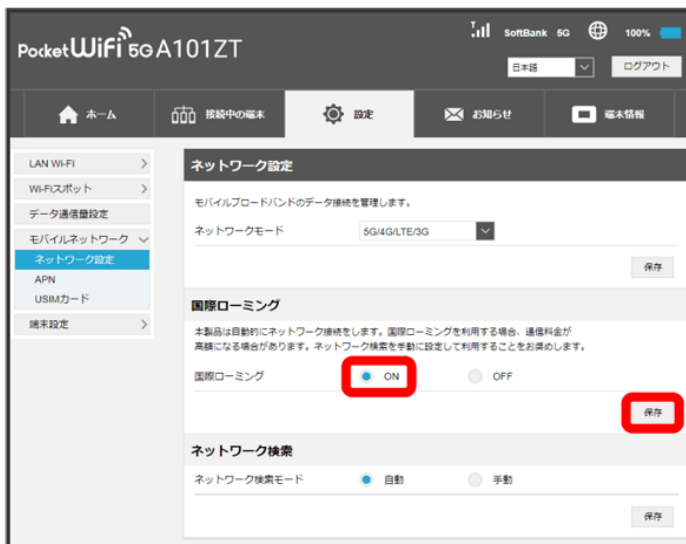 SoftBank 5G 100%
Pocket WiFi 5G A101ZT
日本語 ログアウト
ホーム 接続中の端末 設定 お知らせ 端末情報
LAN Wi-Fi
Wi-Fiスポット
データ通信量設定
モバイルネットワーク
ネットワーク設定
APN
USIMカード
端末設定
ネットワーク設定
モバイルブロードバンドのデータ接続を管理します。
ネットワークモード 5G/4G/LTE/3G
保存
国際ローミング
本製品は自動的にネットワーク接続をします。国際ローミングを利用する場合、通信料金が
高額になる場合があります。ネットワーク検索を手動に設定して利用することをお奨めします。
国際ローミング ON OFF
保存
ネットワーク検索
ネットワーク検索モード 自動 手動
保存